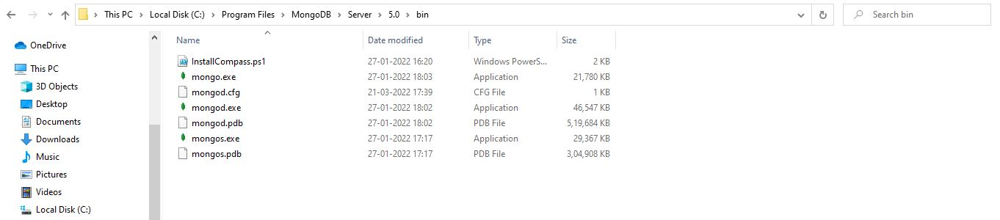 This PC > Local Disk (C:) > Program Files > MongoDB > Server > 5.0 > bin
Search bin
OneDrive
This PC
3D Objects
Desktop
Documents
Downloads
Music
Pictures
Videos
Local Disk (C:)
Name Date modified Type Size
InstallCompass.ps1 27-01-2022 16:20 Windows PowerS... 2 KB
mongo.exe 27-01-2022 18:03 Application 21,780 KB
mongod.cfg 21-03-2022 17:39 CFG File 1 KB
mongod.exe 27-01-2022 18:02 Application 46,547 KB
mongod.pdb 27-01-2022 18:02 PDB File 5,19,684 KB
mongos.exe 27-01-2022 17:17 Application 29,367 KB
mongos.pdb 27-01-2022 17:17 PDB File 3,04,908 KB